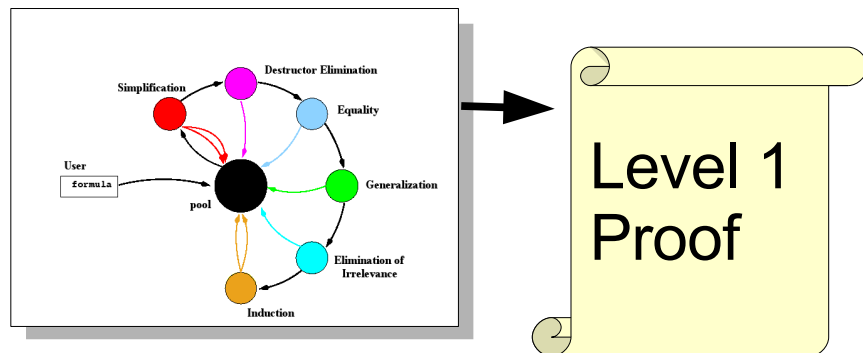 Destructor Elimination
Simplification
Equality
User
formula
Generalization
pool
Elimination of
Irrelevance
Induction
Level 1
Proof